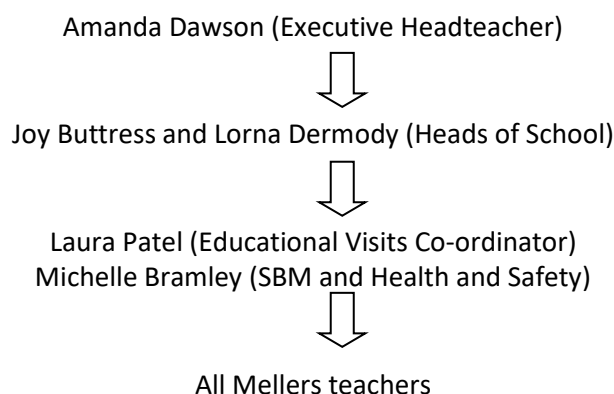 Amanda Dawson (Executive Headteacher)
Joy Buttress and Lorna Dermody (Heads of School)
Laura Patel (Educational Visits Co-ordinator)
Michelle Bramley (SBM and Health and Safety)
All Mellers teachers